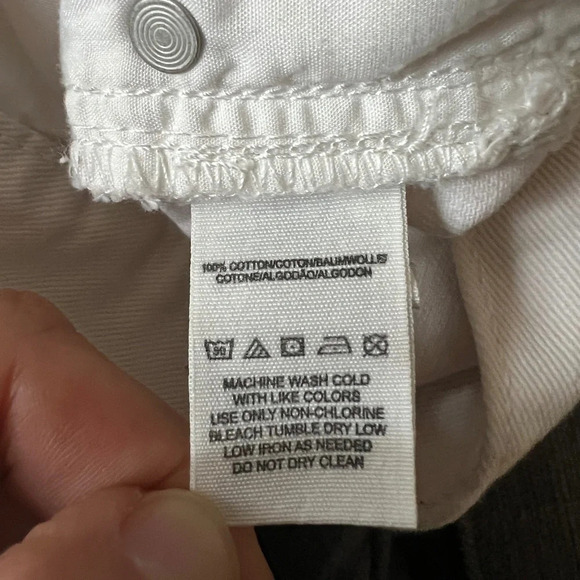 100% COTTON/COTON/BAUMWOLLE
COTONE/ALGODÃO/ALGODON
30
MACHINE WASH COLD
WITH LIKE COLORS
USE ONLY NON-CHLORINE
BLEACH TUMBLE DRY LOW
LOW IRON AS NEEDED
DO NOT DRY CLEAN